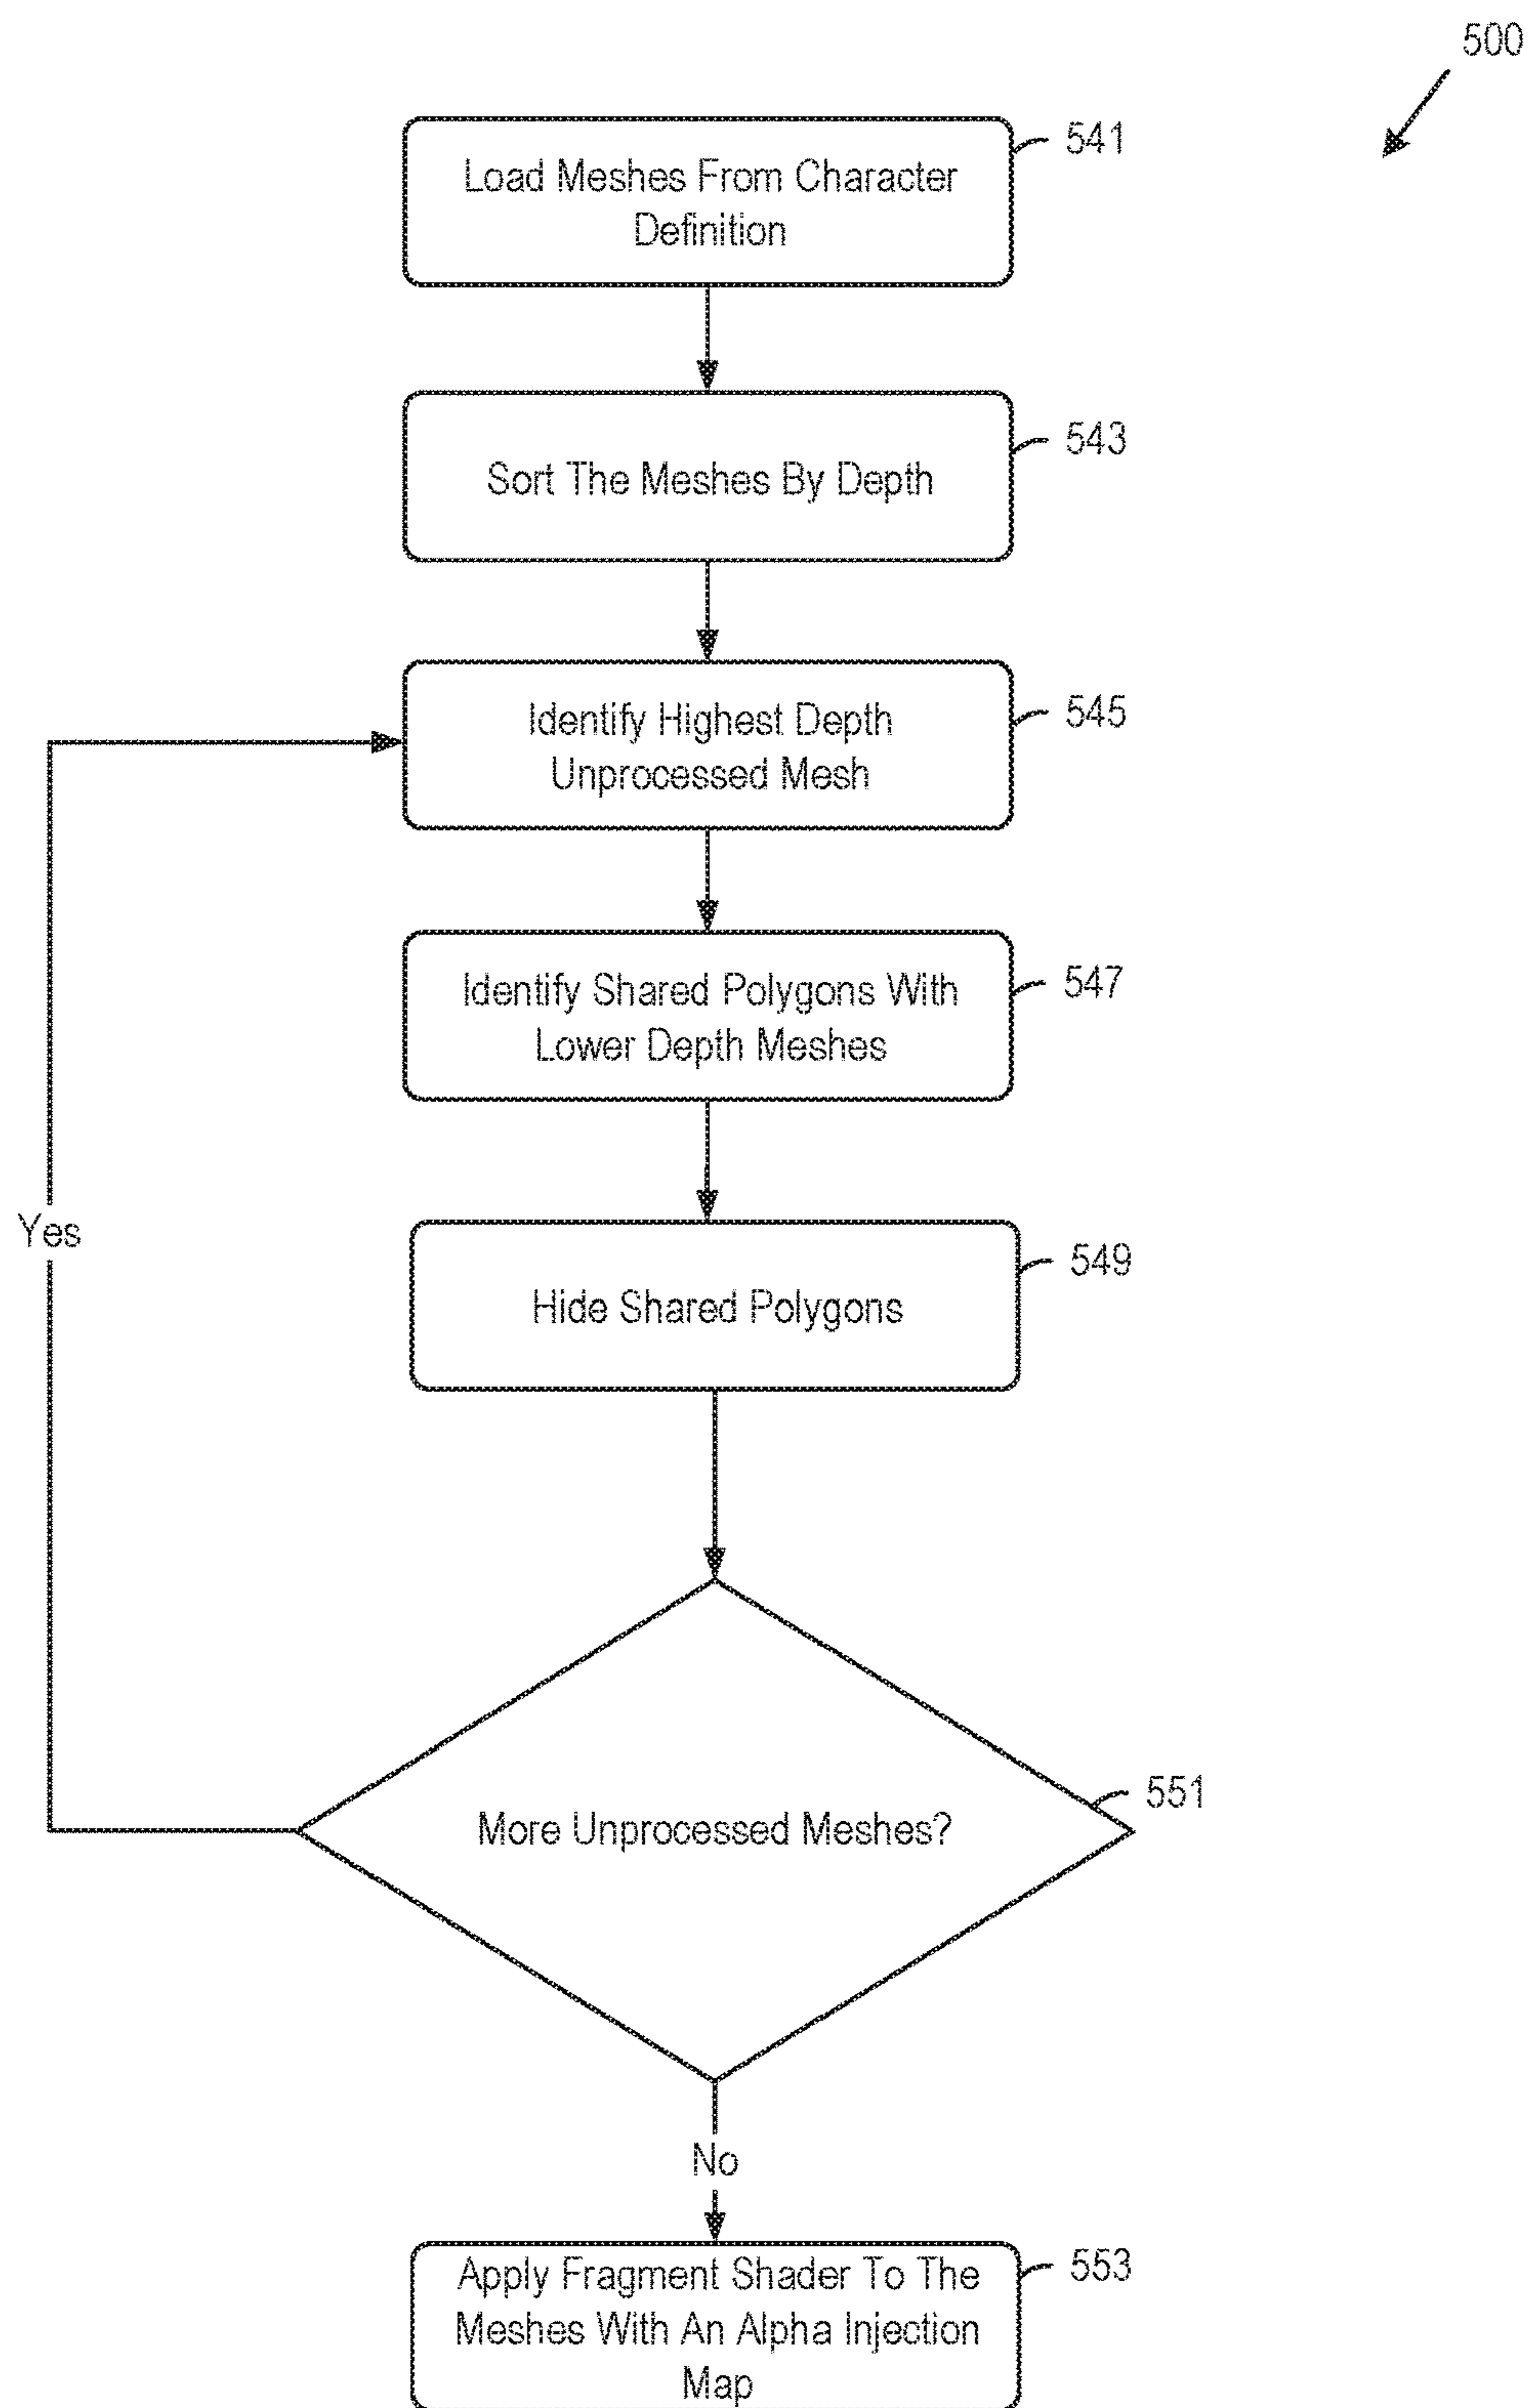 500
541
Load Meshes From Character
Definition
543
Sort The Meshes By Depth
545
Identify Highest Depth
Unprocessed Mesh
547
Identify Shared Polygons With
Lower Depth Meshes
Yes
549
Hide Shared Polygons
551
More Unprocessed Meshes?
No
553
Apply Fragment Shader To The
Meshes With An Alpha Injection
Map